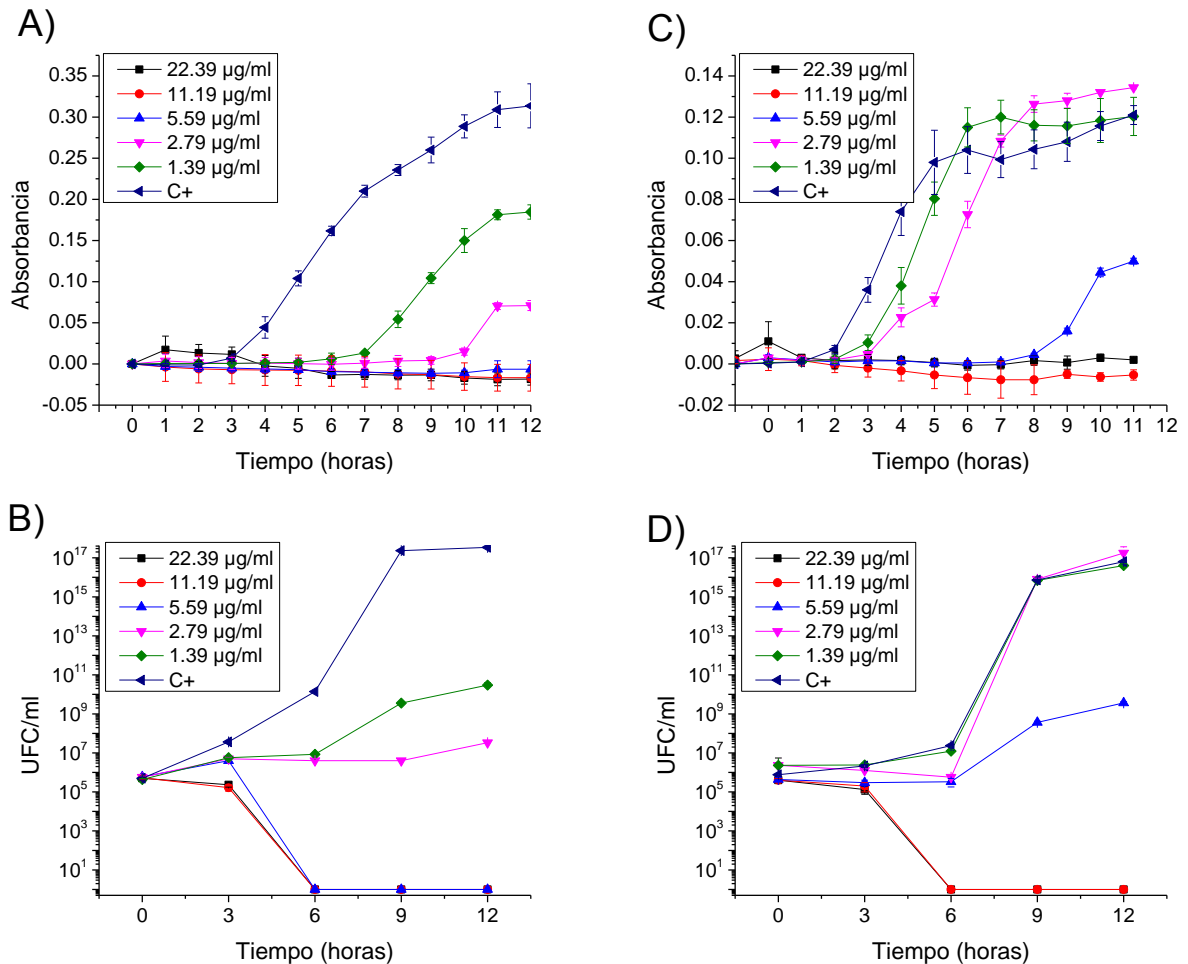 A)
22.39 µg/ml
11.19 µg/ml
5.59 µg/ml
2.79 µg/ml
1.39 µg/ml
C+
0.35
0.30
0.25
0.20
0.15
0.10
0.05
0.00
-0.05
Absorbancia
0 1 2 3 4 5 6 7 8 9 10 11 12
Tiempo (horas)
C)
22.39 µg/ml
11.19 µg/ml
5.59 µg/ml
2.79 µg/ml
1.39 µg/ml
C+
0.14
0.12
0.10
0.08
0.06
0.04
0.02
0.00
-0.02
Absorbancia
0 1 2 3 4 5 6 7 8 9 10 11 12
Tiempo (horas)
B)
22.39 µg/ml
11.19 µg/ml
5.59 µg/ml
2.79 µg/ml
1.39 µg/ml
C+
10^17
10^15
10^13
10^11
10^9
10^7
10^5
10^3
10^1
UFC/ml
0 3 6 9 12
Tiempo (horas)
D)
22.39 µg/ml
11.19 µg/ml
5.59 µg/ml
2.79 µg/ml
1.39 µg/ml
C+
10^17
10^15
10^13
10^11
10^9
10^7
10^5
10^3
10^1
UFC/ml
0 3 6 9 12
Tiempo (horas)